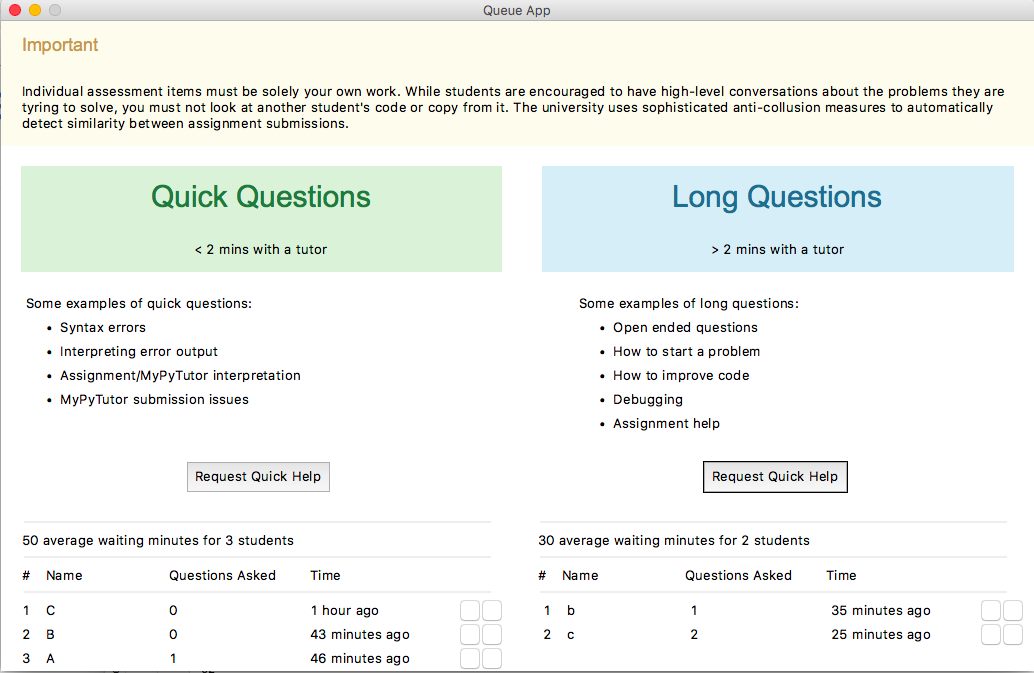 Queue App
Important
Individual assessment items must be solely your own work. While students are encouraged to have high-level conversations about the problems they are
tyring to solve, you must not look at another student's code or copy from it. The university uses sophisticated anti-collusion measures to automatically
detect similarity between assignment submissions.
Quick Questions
< 2 mins with a tutor
Some examples of quick questions:
• Syntax errors
• Interpreting error output
• Assignment/MyPyTutor interpretation
• MyPyTutor submission issues
Request Quick Help
50 average waiting minutes for 3 students
# Name Questions Asked Time
1 C 0 1 hour ago
2 B 0 43 minutes ago
3 A 1 46 minutes ago
Long Questions
> 2 mins with a tutor
Some examples of long questions:
• Open ended questions
• How to start a problem
• How to improve code
• Debugging
• Assignment help
Request Quick Help
30 average waiting minutes for 2 students
# Name Questions Asked Time
1 b 1 35 minutes ago
2 c 2 25 minutes ago